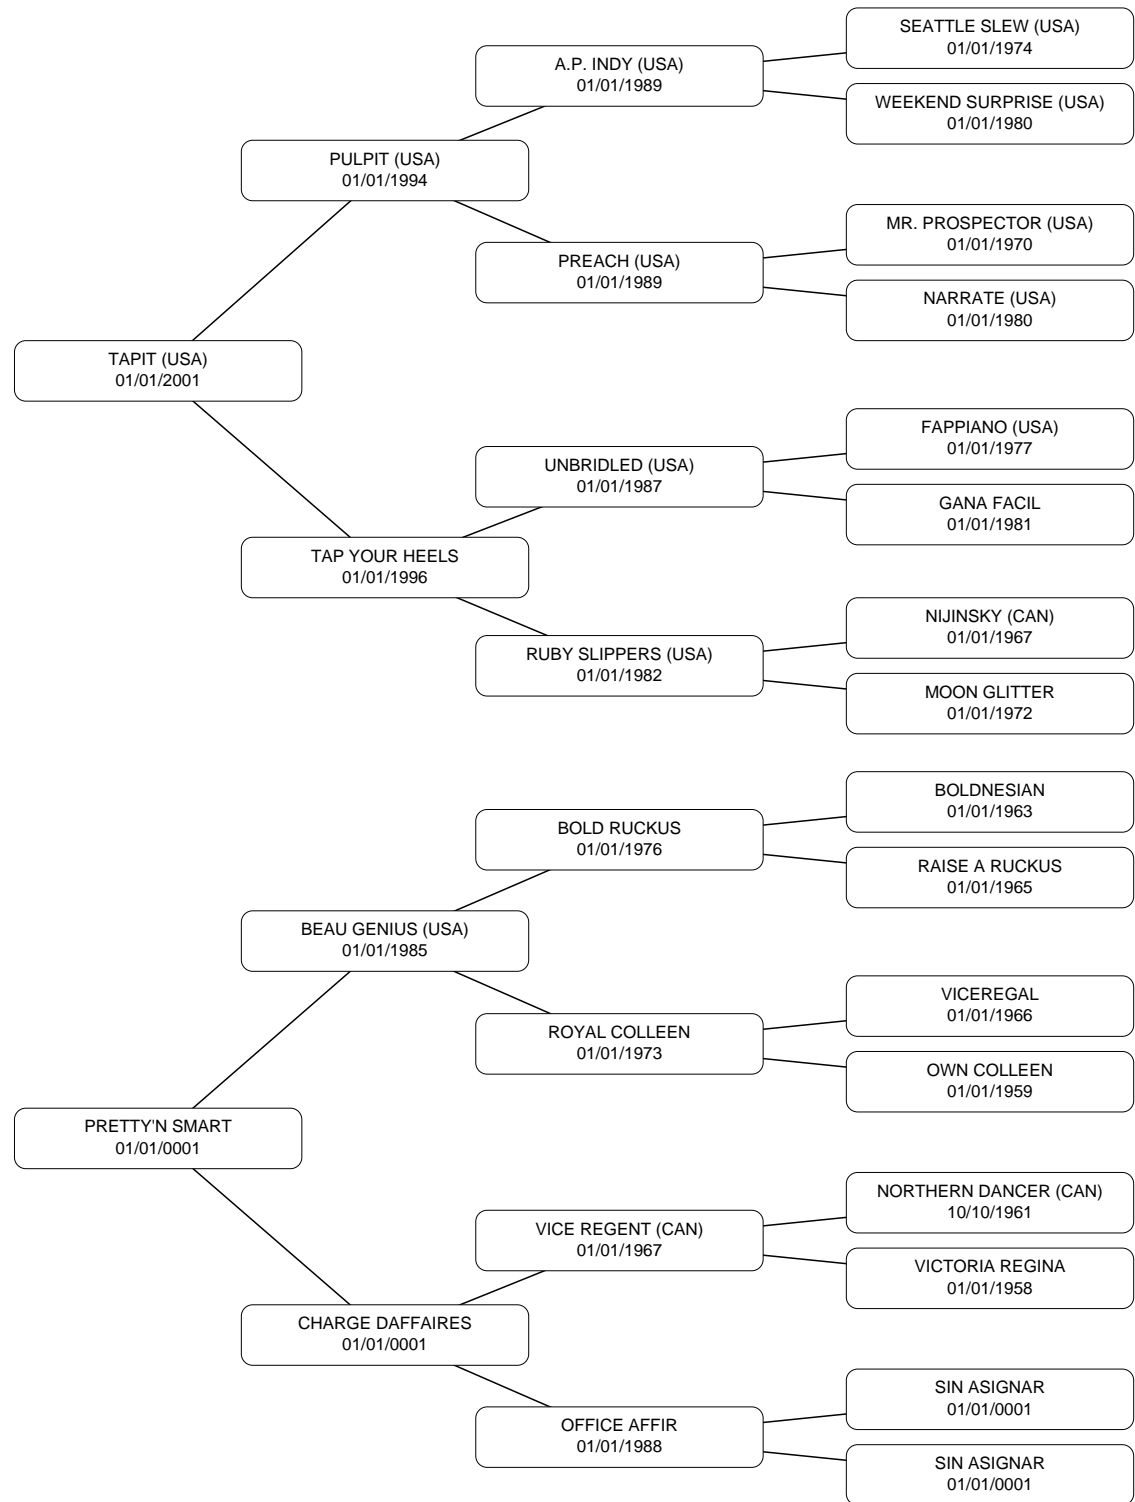 SEATTLE SLEW (USA)
01/01/1974
A.P. INDY (USA)
01/01/1989
WEEKEND SURPRISE (USA)
01/01/1980
PULPIT (USA)
01/01/1994
MR. PROSPECTOR (USA)
01/01/1970
PREACH (USA)
01/01/1989
NARRATE (USA)
01/01/1980
TAPIT (USA)
01/01/2001
FAPPIANO (USA)
01/01/1977
UNBRIDLED (USA)
01/01/1987
GANA FACIL
01/01/1981
TAP YOUR HEELS
01/01/1996
NIJINSKY (CAN)
01/01/1967
RUBY SLIPPERS (USA)
01/01/1982
MOON GLITTER
01/01/1972
BOLDNESIAN
01/01/1963
BOLD RUCKUS
01/01/1976
RAISE A RUCKUS
01/01/1965
BEAU GENIUS (USA)
01/01/1985
VICEREGAL
01/01/1966
ROYAL COLLEEN
01/01/1973
OWN COLLEEN
01/01/1959
PRETTY'N SMART
01/01/0001
NORTHERN DANCER (CAN)
10/10/1961
VICE REGENT (CAN)
01/01/1967
VICTORIA REGINA
01/01/1958
CHARGE DAFFAIRES
01/01/0001
SIN ASIGNAR
01/01/0001
OFFICE AFFIR
01/01/1988
SIN ASIGNAR
01/01/0001